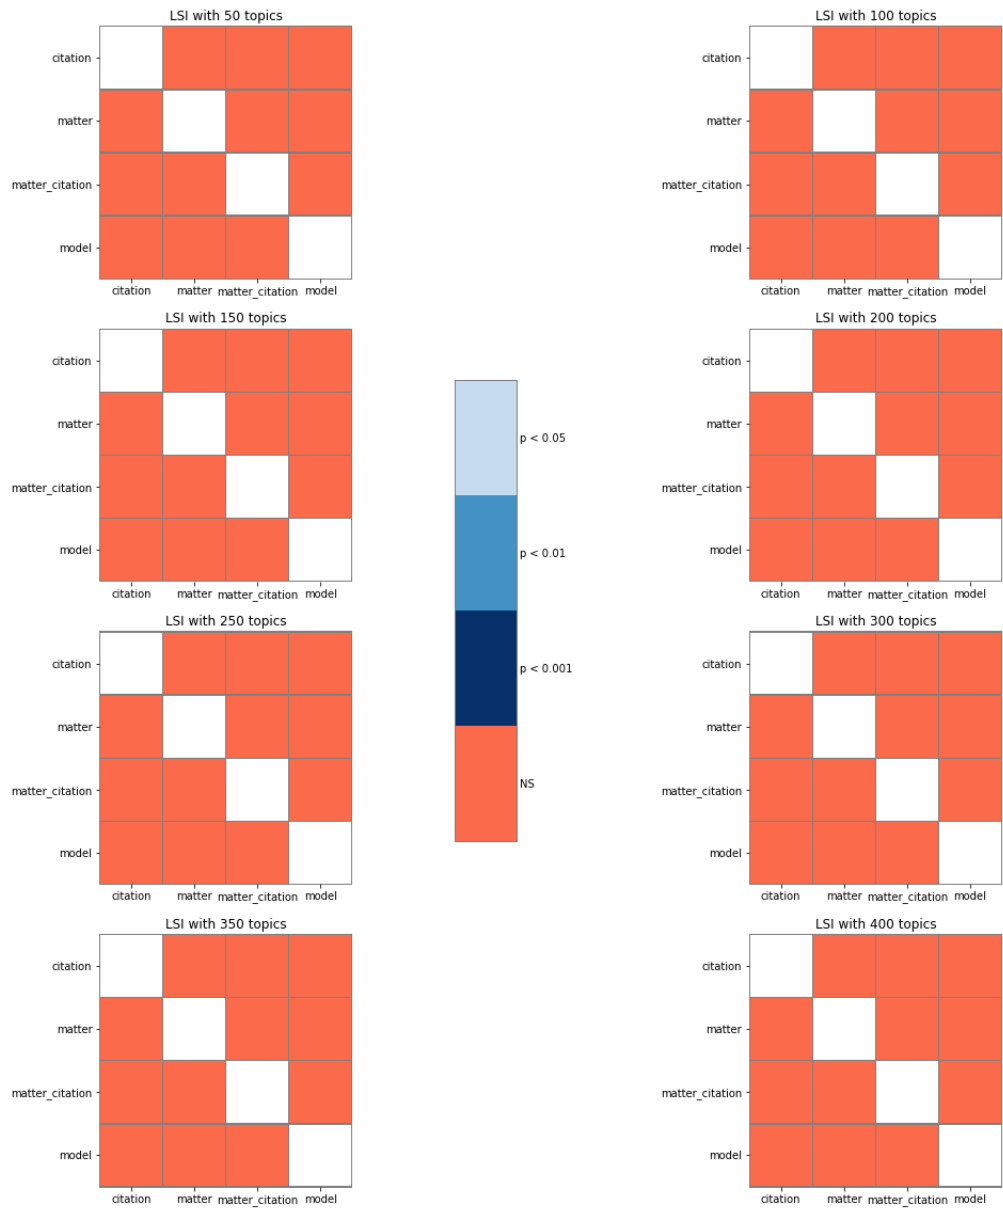 LSI with 50 topics
citation
matter
matter_citation
model
citation matter matter_citation model
LSI with 100 topics
citation
matter
matter_citation
model
citation matter matter_citation model
LSI with 150 topics
citation
matter
matter_citation
model
citation matter matter_citation model
p < 0.05
p < 0.01
p < 0.001
NS
LSI with 200 topics
citation
matter
matter_citation
model
citation matter matter_citation model
LSI with 250 topics
citation
matter
matter_citation
model
citation matter matter_citation model
LSI with 300 topics
citation
matter
matter_citation
model
citation matter matter_citation model
LSI with 350 topics
citation
matter
matter_citation
model
citation matter matter_citation model
LSI with 400 topics
citation
matter
matter_citation
model
citation matter matter_citation model